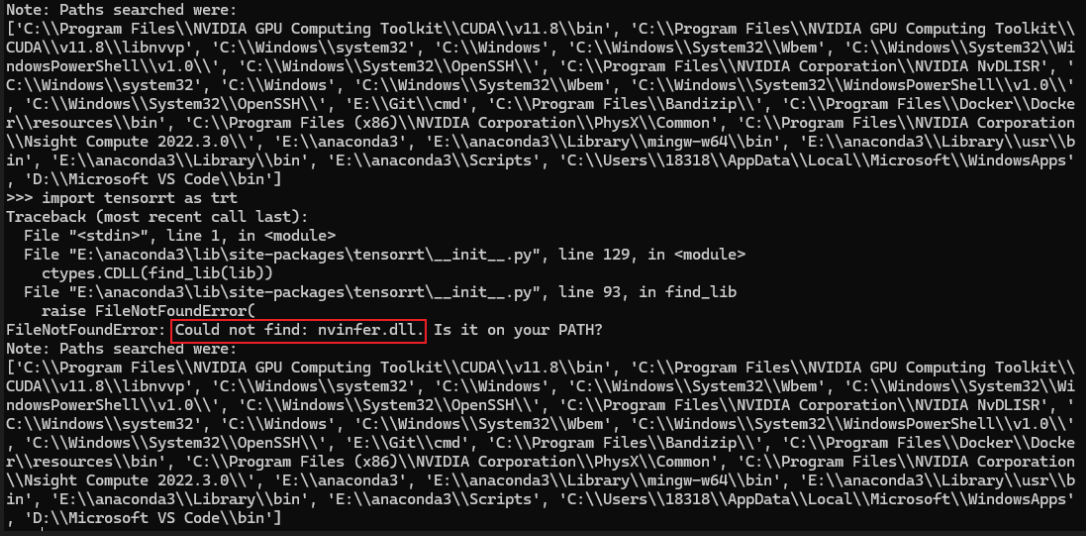 Note: Paths searched were:
['C:\\Program Files\\NVIDIA GPU Computing Toolkit\\CUDA\\v11.8\\bin', 'C:\\Program Files\\NVIDIA GPU Computing Toolkit\\
CUDA\\v11.8\\libnvvp', 'C:\\Windows\\system32', 'C:\\Windows', 'C:\\Windows\\System32\\Wbem', 'C:\\Windows\\System32\\Wi
ndowsPowerShell\\v1.0\\', 'C:\\Windows\\System32\\OpenSSH\\', 'C:\\Program Files\\NVIDIA Corporation\\NVIDIA NvDLISR', '
C:\\Windows\\system32', 'C:\\Windows', 'C:\\Windows\\System32\\Wbem', 'C:\\Windows\\System32\\WindowsPowerShell\\v1.0\\'
, 'C:\\Windows\\System32\\OpenSSH\\', 'E:\\Git\\cmd', 'C:\\Program Files\\Bandizip\\', 'C:\\Program Files\\Docker\\Docke
r\\resources\\bin', 'C:\\Program Files (x86)\\NVIDIA Corporation\\PhysX\\Common', 'C:\\Program Files\\NVIDIA Corporation
\\Nsight Compute 2022.3.0\\', 'E:\\anaconda3', 'E:\\anaconda3\\Library\\mingw-w64\\bin', 'E:\\anaconda3\\Library\\usr\\b
in', 'E:\\anaconda3\\Library\\bin', 'E:\\anaconda3\\Scripts', 'C:\\Users\\18318\\AppData\\Local\\Microsoft\\WindowsApps'
, 'D:\\Microsoft VS Code\\bin']
>>> import tensorrt as trt
Traceback (most recent call last):
  File "<stdin>", line 1, in <module>
  File "E:\anaconda3\lib\site-packages\tensorrt\__init__.py", line 129, in <module>
    ctypes.CDLL(find_lib(lib))
  File "E:\anaconda3\lib\site-packages\tensorrt\__init__.py", line 93, in find_lib
    raise FileNotFoundError(
FileNotFoundError: Could not find: nvinfer.dll. Is it on your PATH?
Note: Paths searched were:
['C:\\Program Files\\NVIDIA GPU Computing Toolkit\\CUDA\\v11.8\\bin', 'C:\\Program Files\\NVIDIA GPU Computing Toolkit\\
CUDA\\v11.8\\libnvvp', 'C:\\Windows\\system32', 'C:\\Windows', 'C:\\Windows\\System32\\Wbem', 'C:\\Windows\\System32\\Wi
ndowsPowerShell\\v1.0\\', 'C:\\Windows\\System32\\OpenSSH\\', 'C:\\Program Files\\NVIDIA Corporation\\NVIDIA NvDLISR', '
C:\\Windows\\system32', 'C:\\Windows', 'C:\\Windows\\System32\\Wbem', 'C:\\Windows\\System32\\WindowsPowerShell\\v1.0\\'
, 'C:\\Windows\\System32\\OpenSSH\\', 'E:\\Git\\cmd', 'C:\\Program Files\\Bandizip\\', 'C:\\Program Files\\Docker\\Docke
r\\resources\\bin', 'C:\\Program Files (x86)\\NVIDIA Corporation\\PhysX\\Common', 'C:\\Program Files\\NVIDIA Corporation
\\Nsight Compute 2022.3.0\\', 'E:\\anaconda3', 'E:\\anaconda3\\Library\\mingw-w64\\bin', 'E:\\anaconda3\\Library\\usr\\b
in', 'E:\\anaconda3\\Library\\bin', 'E:\\anaconda3\\Scripts', 'C:\\Users\\18318\\AppData\\Local\\Microsoft\\WindowsApps'
, 'D:\\Microsoft VS Code\\bin']